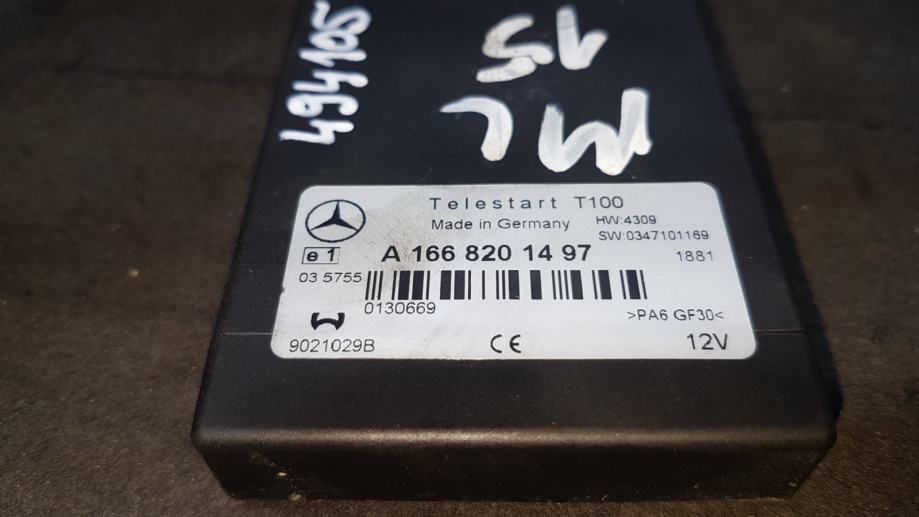 494105
15
ML
Telestart T100
Made in Germany
HW:4309
SW:0347101169
e1
A 166 820 14 97
1881
03 5755
0130669
>PA6 GF30<
9021029B
CE
12V